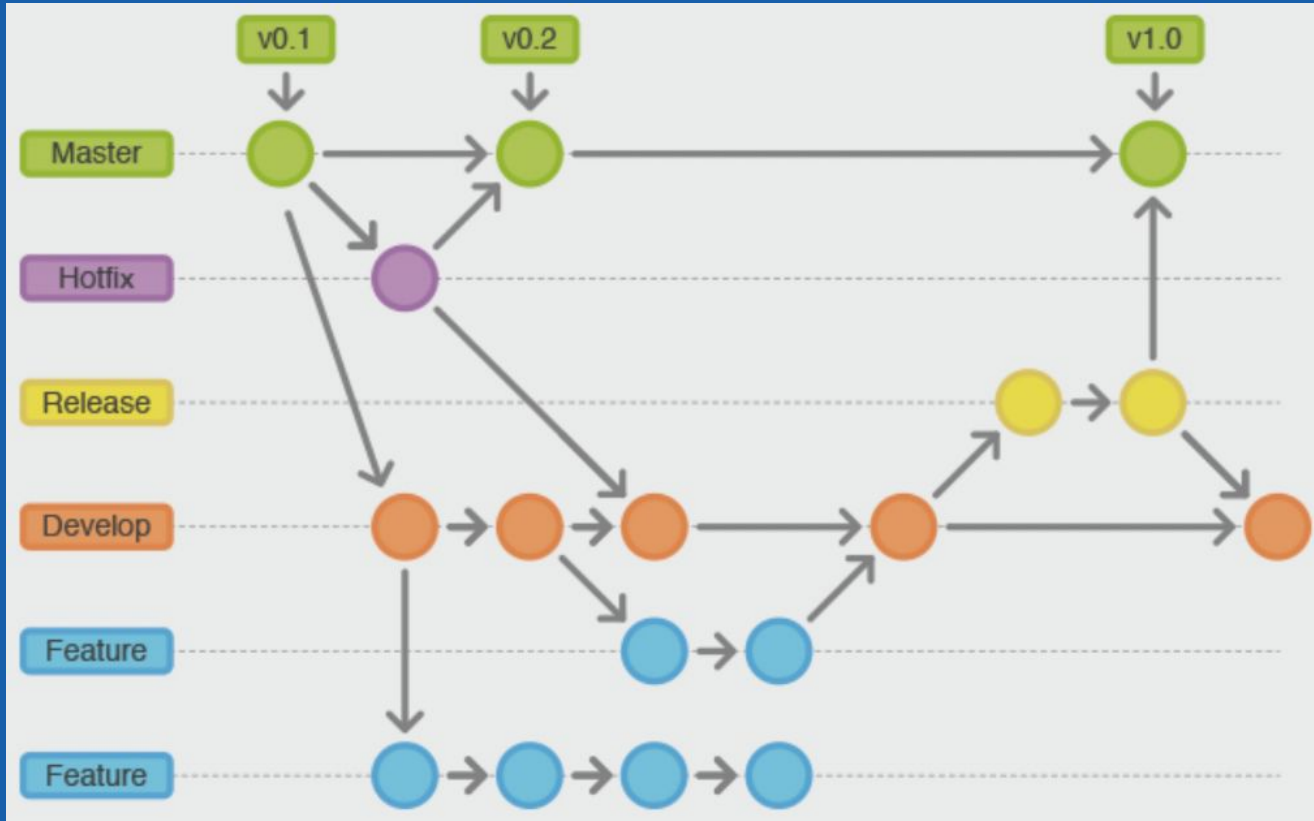 v0.1
v0.2
v1.0
Master
Hotfix
Release
Develop
Feature
Feature